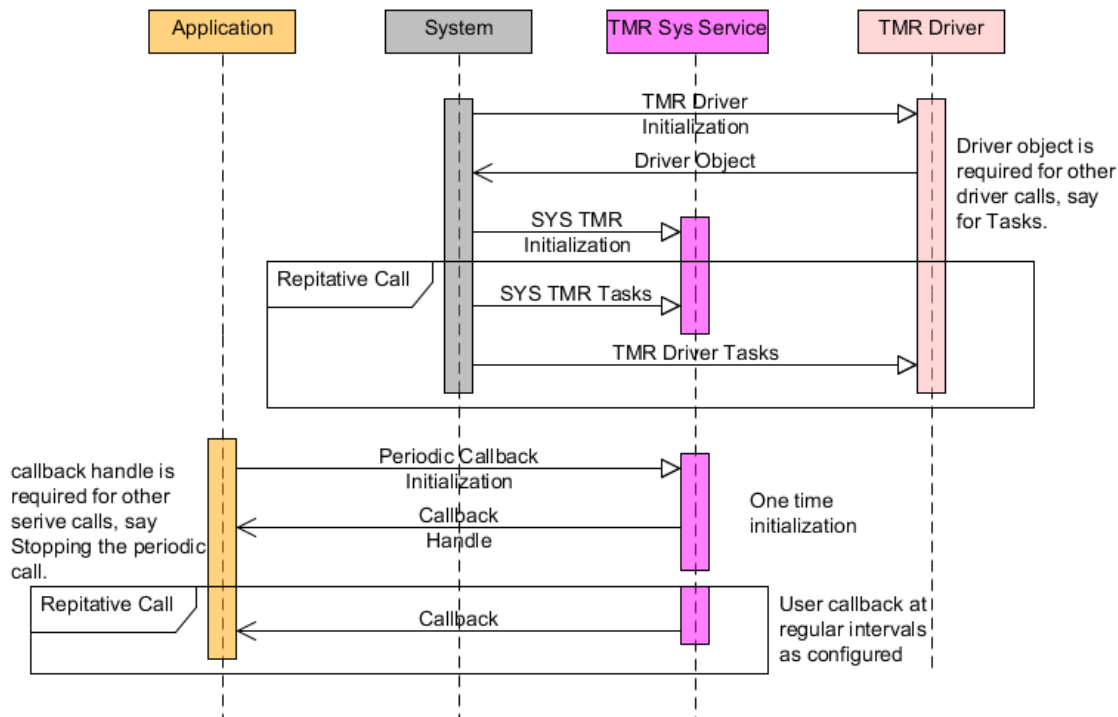 Application
System
TMR Sys Service
TMR Driver
TMR Driver
Initialization
Driver Object
Driver object is
required for other
driver calls, say
for Tasks.
SYS TMR
Initialization
Repitative Call
SYS TMR Tasks
TMR Driver Tasks
callback handle is
required for other
serive calls, say
Stopping the periodic
call.
Periodic Callback
Initialization
Callback
Handle
One time
initialization
Repitative Call
Callback
User callback at
regular intervals
as configured